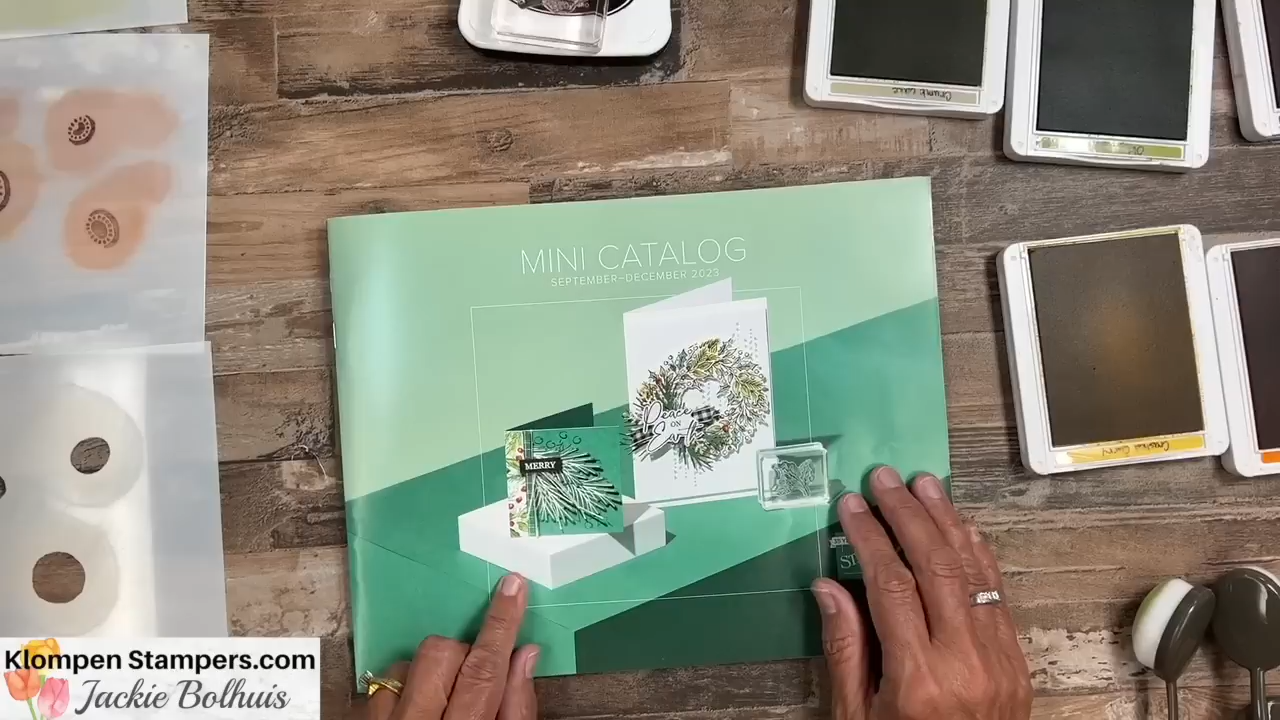 MINI CATALOG
SEPTEMBER–DECEMBER 2023
Peace
ON
Earth
MERRY
Klompen Stampers.com
Jackie Bolhuis